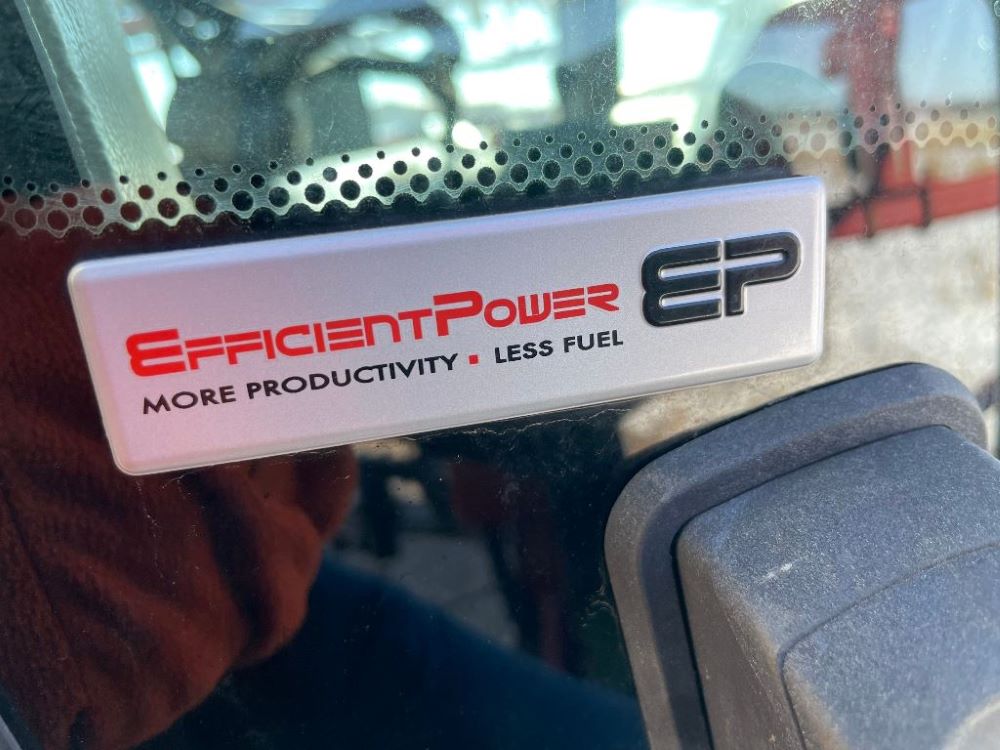 EFFICIENTPOWER EP
MORE PRODUCTIVITY ▪ LESS FUEL